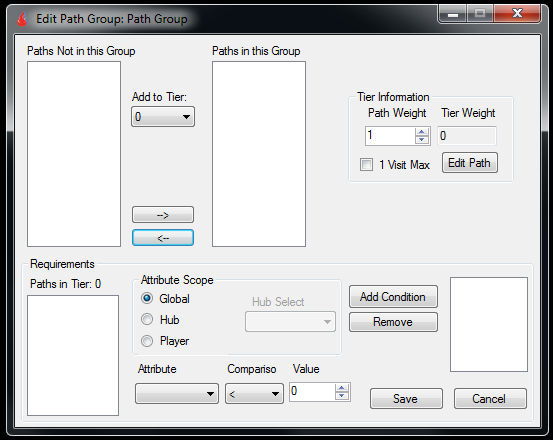 Edit Path Group: Path Group
Paths Not in this Group
Paths in this Group
Add to Tier:
0
-->
<--
Tier Information
Path Weight
Tier Weight
1
0
1 Visit Max
Edit Path
Requirements
Paths in Tier: 0
Attribute Scope
Global
Hub
Player
Hub Select
Add Condition
Remove
Attribute
Compariso
Value
<
0
Save
Cancel